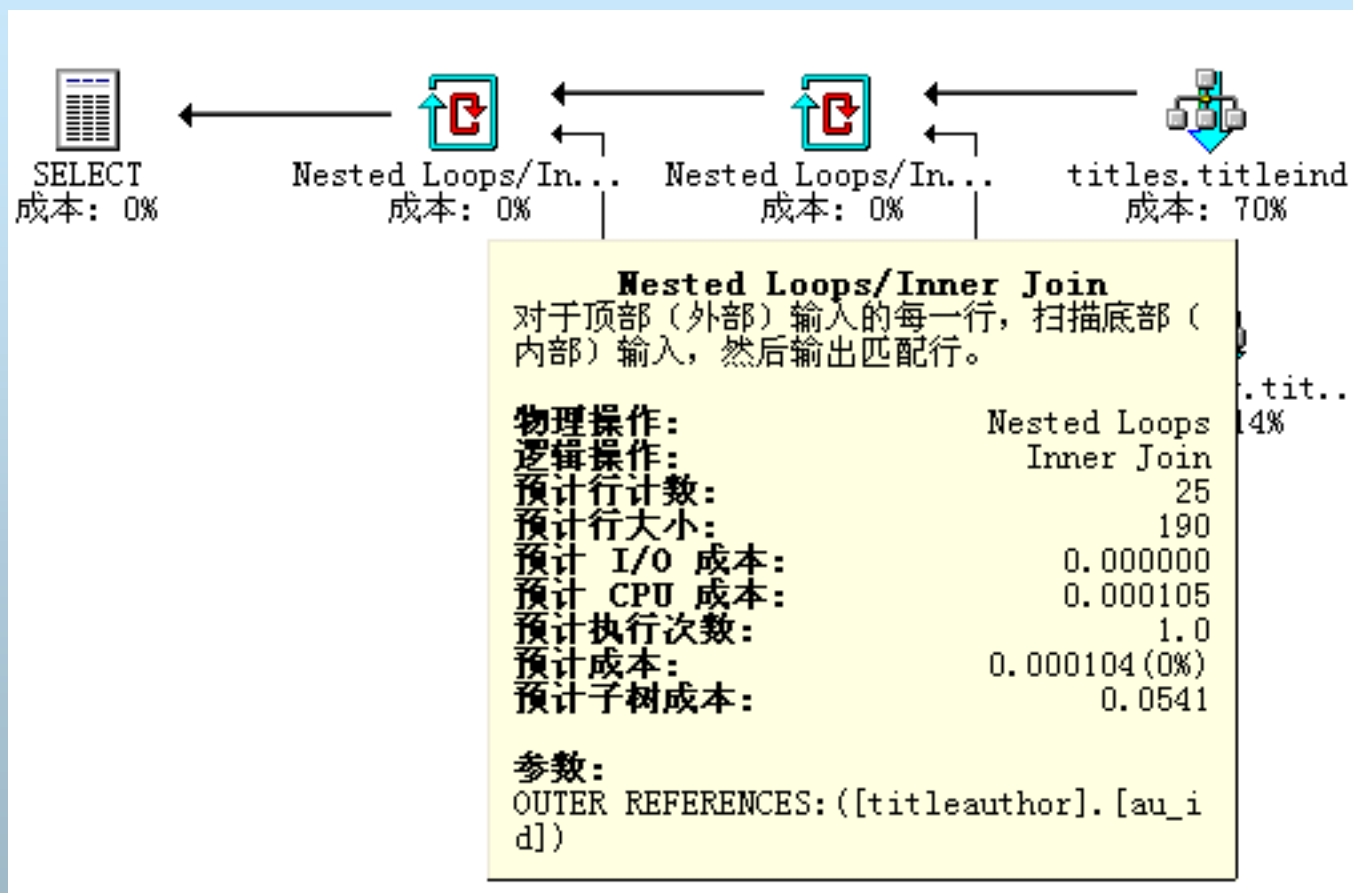 SELECT
成本: 0%
Nested Loops/In...
成本: 0%
Nested Loops/In...
成本: 0%
titles.titleind
成本: 70%
Nested Loops/Inner Join
对于顶部（外部）输入的每一行，扫描底部（
内部）输入，然后输出匹配行。
.tit..
14%
物理操作: Nested Loops
逻辑操作: Inner Join
预计行计数: 25
预计行大小: 190
预计 I/O 成本: 0.000000
预计 CPU 成本: 0.000105
预计执行次数: 1.0
预计成本: 0.000104(0%)
预计子树成本: 0.0541
参数:
OUTER REFERENCES:([titleauthor].[au_i
d])